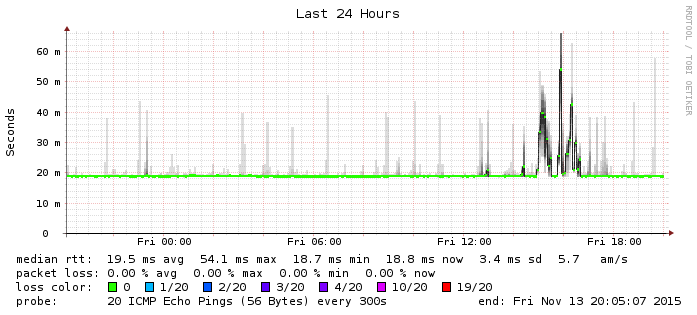 Last 24 Hours
RRDTOOL / TOBI OETIKER
Seconds
60 m
50 m
40 m
30 m
20 m
10 m
0
Fri 00:00 Fri 06:00 Fri 12:00 Fri 18:00
median rtt: 19.5 ms avg 54.1 ms max 18.7 ms min 18.8 ms now 3.4 ms sd 5.7 am/s
packet loss: 0.00 % avg 0.00 % max 0.00 % min 0.00 % now
loss color: 0 1/20 2/20 3/20 4/20 10/20 19/20
probe: 20 ICMP Echo Pings (56 Bytes) every 300s end: Fri Nov 13 20:05:07 2015